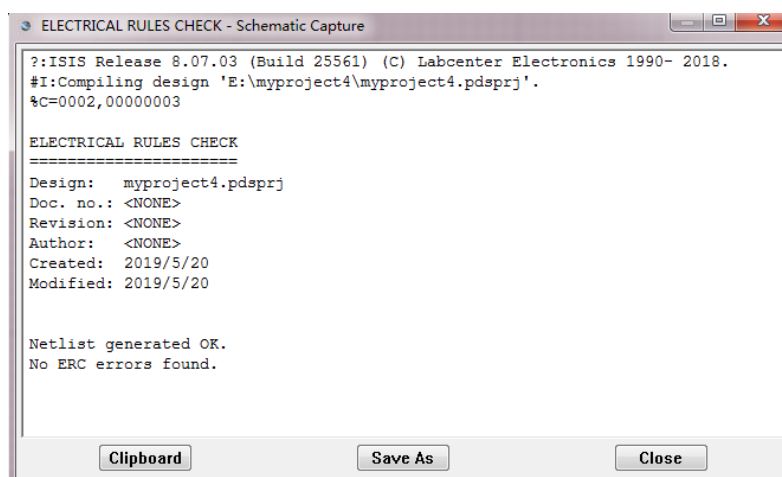 ELECTRICAL RULES CHECK - Schematic Capture
?:ISIS Release 8.07.03 (Build 25561) (C) Labcenter Electronics 1990- 2018.
#I:Compiling design 'E:\myproject4\myproject4.pdsprj'.
%C=0002,00000003
ELECTRICAL RULES CHECK
======================
Design: myproject4.pdsprj
Doc. no.: <NONE>
Revision: <NONE>
Author: <NONE>
Created: 2019/5/20
Modified: 2019/5/20
Netlist generated OK.
No ERC errors found.
Clipboard Save As Close